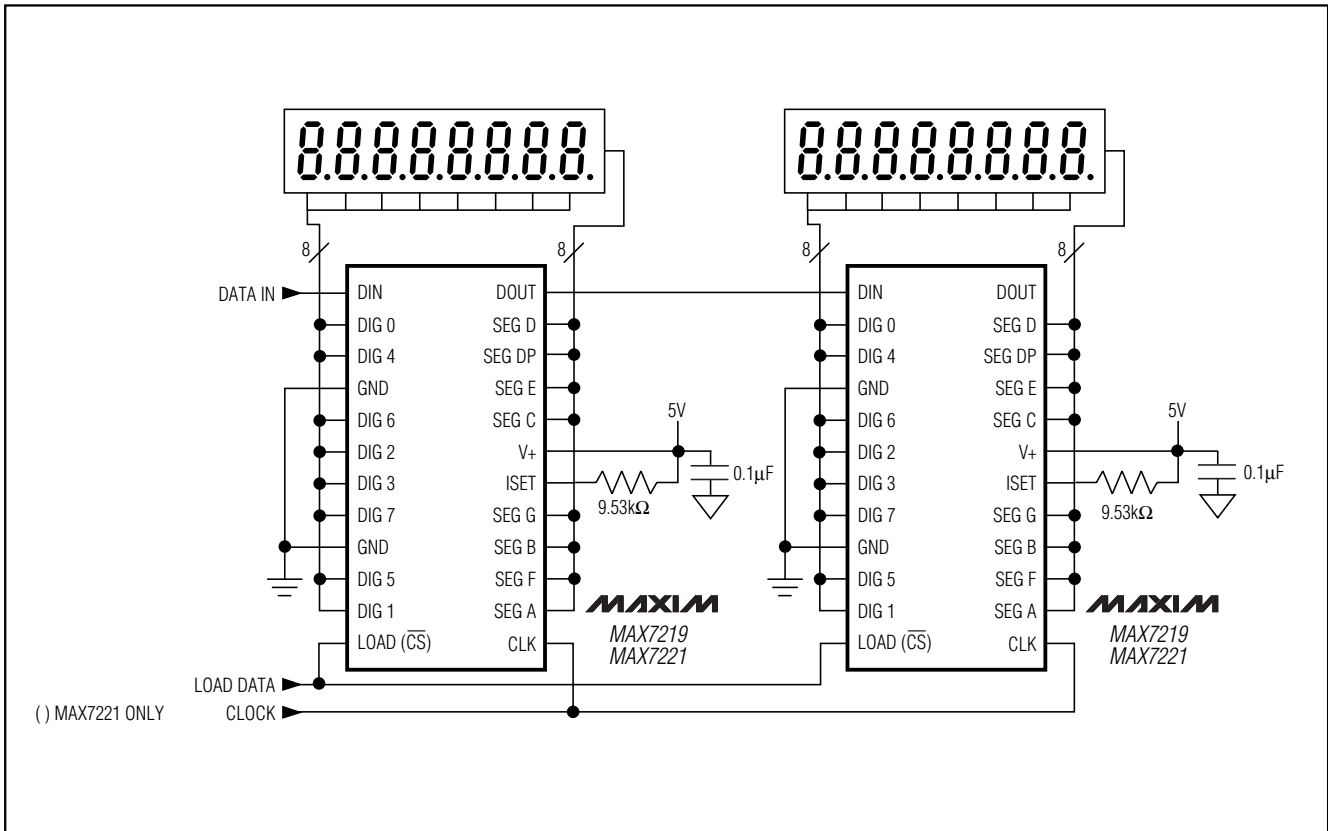 8.8.8.8.8.8.8.8.
8.8.8.8.8.8.8.8.
8
8
8
8
DATA IN
DIN
DIG 0
DIG 4
GND
DIG 6
DIG 2
DIG 3
DIG 7
GND
DIG 5
DIG 1
LOAD (C̅S̅)
DOUT
SEG D
SEG DP
SEG E
SEG C
V+
ISET
SEG G
SEG B
SEG F
SEG A
CLK
5V
0.1µF
9.53kΩ
MAXIM
MAX7219
MAX7221
DIN
DIG 0
DIG 4
GND
DIG 6
DIG 2
DIG 3
DIG 7
GND
DIG 5
DIG 1
LOAD (C̅S̅)
DOUT
SEG D
SEG DP
SEG E
SEG C
V+
ISET
SEG G
SEG B
SEG F
SEG A
CLK
5V
0.1µF
9.53kΩ
MAXIM
MAX7219
MAX7221
LOAD DATA
( ) MAX7221 ONLY
CLOCK